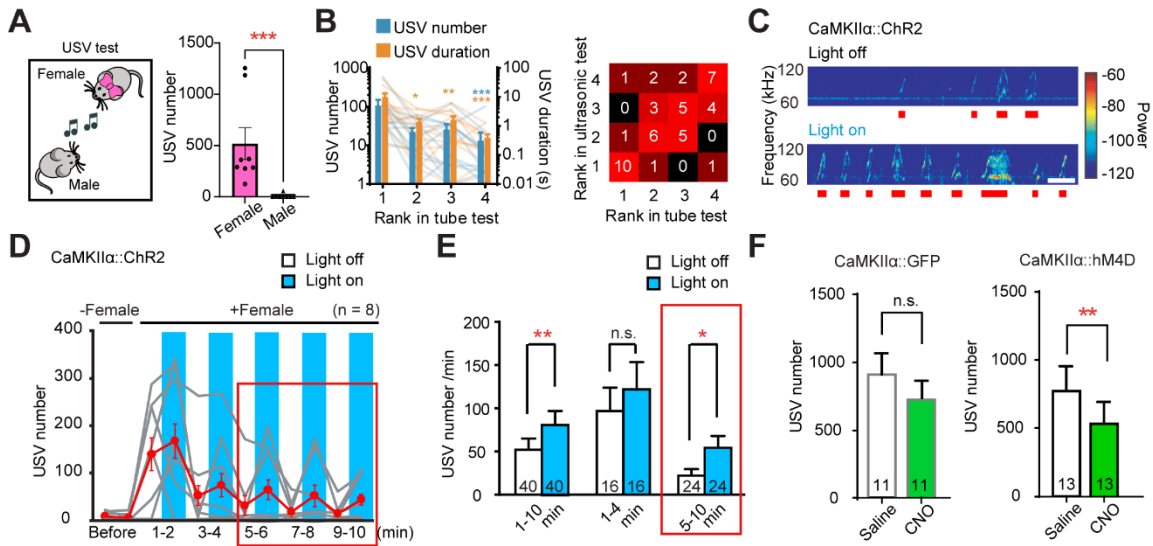 A
USV test
Female
Male
USV number
1500
1000
500
0
***
Female
Male
B
USV number
USV duration
USV number
1000
100
10
1
100
10
1
0.1
0.01
USV duration (s)
*
**
***
***
1 2 3 4
Rank in tube test
Rank in ultrasonic test
4 1 2 2 7
3 0 3 5 4
2 1 6 5 0
1 10 1 0 1
1 2 3 4
Rank in tube test
C
CaMKIIα::ChR2
Light off
Frequency (kHz)
120
60
Light on
120
60
-60
-80
-100
-120
Power
D
CaMKIIα::ChR2
Light off
Light on
-Female
+Female
(n = 8)
USV number
400
300
200
100
0
Before 1-2 3-4 5-6 7-8 9-10 (min)
E
Light off
Light on
USV number /min
200
150
100
50
0
**
n.s.
*
40 40 16 16 24 24
1-10 min
1-4 min
5-10 min
F
CaMKIIα::GFP
USV number
1500
1000
500
0
n.s.
11 11
Saline
CNO
CaMKIIα::hM4D
USV number
1500
1000
500
0
**
13 13
Saline
CNO